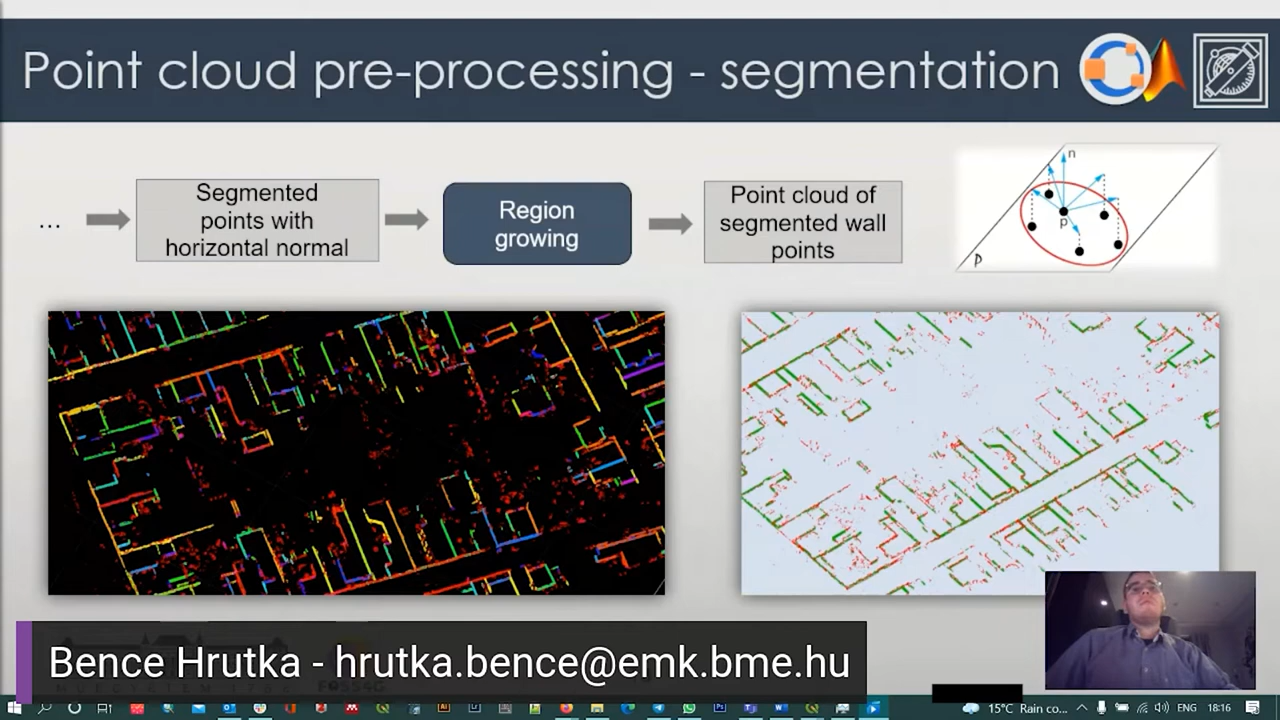 Point cloud pre-processing - segmentation
...
Segmented
points with
horizontal normal
Region
growing
Point cloud of
segmented wall
points
n
p
P
Bence Hrutka - hrutka.bence@emk.bme.hu
15°C Rain co...
ENG
18:16